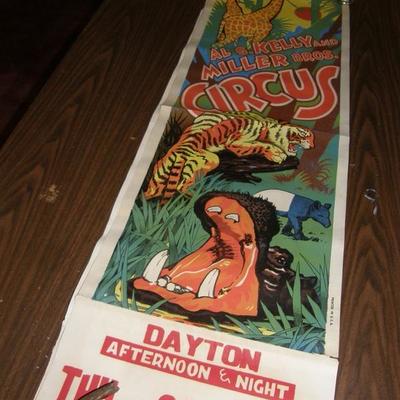 AL G. KELLY AND
MILLER BROS.
CIRCUS
DAYTON
AFTERNOON & NIGHT